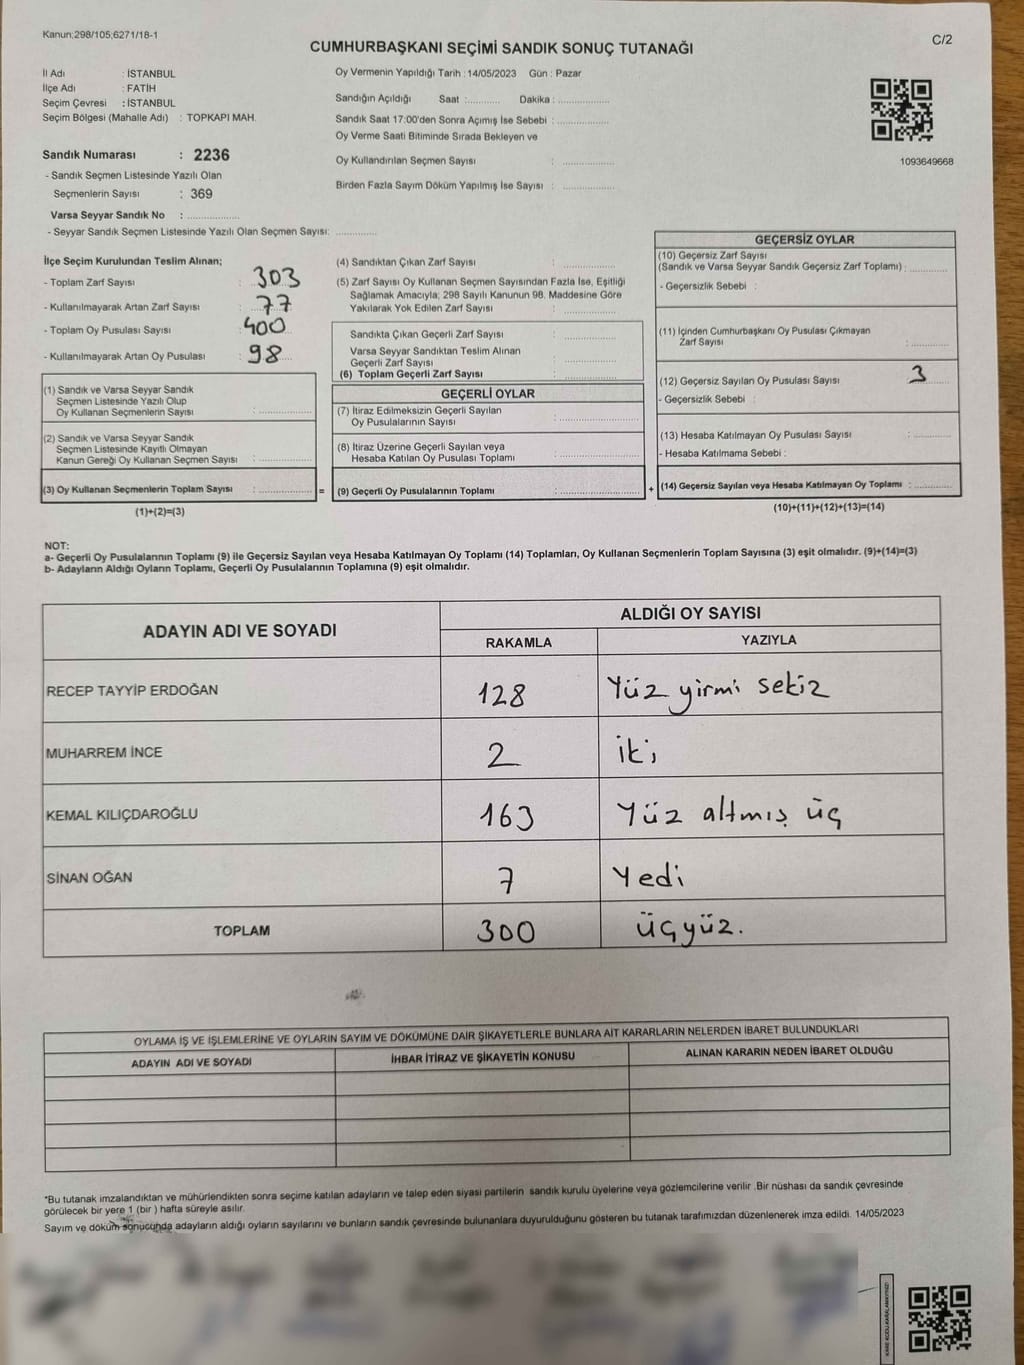 Kanun;298/105;6271/18-1
C/2
CUMHURBAŞKANI SEÇİMİ SANDIK SONUÇ TUTANAĞI
İl Adı : İSTANBUL
İlçe Adı : FATİH
Seçim Çevresi : İSTANBUL
Seçim Bölgesi (Mahalle Adı) : TOPKAPI MAH.
Sandık Numarası : 2236
- Sandık Seçmen Listesinde Yazılı Olan
Seçmenlerin Sayısı : 369
Varsa Seyyar Sandık No : ..................
- Seyyar Sandık Seçmen Listesinde Yazılı Olan Seçmen Sayısı: ..............
Oy Vermenin Yapıldığı Tarih : 14/05/2023 Gün : Pazar
Sandığın Açıldığı Saat :........... Dakika : ..................
Sandık Saat 17:00'den Sonra Açımış İse Sebebi : ..................
Oy Verme Saati Bitiminde Sırada Bekleyen ve
Oy Kullandırılan Seçmen Sayısı : ..................
Birden Fazla Sayım Döküm Yapılmış İse Sayısı : ..................
1093649668
İlçe Seçim Kurulundan Teslim Alınan;
- Toplam Zarf Sayısı : 303
- Kullanılmayarak Artan Zarf Sayısı : 77
- Toplam Oy Pusulası Sayısı : 400
- Kullanılmayarak Artan Oy Pusulası : 98
(1) Sandık ve Varsa Seyyar Sandık
Seçmen Listesinde Yazılı Olup
Oy Kullanan Seçmenlerin Sayısı : ..................
(2) Sandık ve Varsa Seyyar Sandık
Seçmen Listesinde Kayıtlı Olmayan
Kanun Gereği Oy Kullanan Seçmen Sayısı : ..................
(3) Oy Kullanan Seçmenlerin Toplam Sayısı : .................. =
(1)+(2)=(3)
(4) Sandıktan Çıkan Zarf Sayısı : ..................
(5) Zarf Sayısı Oy Kullanan Seçmen Sayısından Fazla İse, Eşitliği
Sağlamak Amacıyla; 298 Sayılı Kanunun 98. Maddesine Göre
Yakılarak Yok Edilen Zarf Sayısı : ..................
Sandıkta Çıkan Geçerli Zarf Sayısı : ..................
Varsa Seyyar Sandıktan Teslim Alınan
Geçerli Zarf Sayısı : ..................
(6) Toplam Geçerli Zarf Sayısı : ..................
GEÇERLİ OYLAR
(7) İtiraz Edilmeksizin Geçerli Sayılan
Oy Pusulalarının Sayısı : ..................
(8) İtiraz Üzerine Geçerli Sayılan veya
Hesaba Katılan Oy Pusulası Toplamı : ..................
(9) Geçerli Oy Pusulalarının Toplamı : .................. +
GEÇERSİZ OYLAR
(10) Geçersiz Zarf Sayısı
(Sandık ve Varsa Seyyar Sandık Geçersiz Zarf Toplamı) : ............
- Geçersizlik Sebebi :
(11) İçinden Cumhurbaşkanı Oy Pusulası Çıkmayan
Zarf Sayısı : ............
(12) Geçersiz Sayılan Oy Pusulası Sayısı : 3
- Geçersizlik Sebebi :
(13) Hesaba Katılmayan Oy Pusulası Sayısı : ............
- Hesaba Katılmama Sebebi :
(14) Geçersiz Sayılan veya Hesaba Katılmayan Oy Toplamı : ............
(10)+(11)+(12)+(13)=(14)
NOT:
a- Geçerli Oy Pusulalarının Toplamı (9) ile Geçersiz Sayılan veya Hesaba Katılmayan Oy Toplamı (14) Toplamları, Oy Kullanan Seçmenlerin Toplam Sayısına (3) eşit olmalıdır. (9)+(14)=(3)
b- Adayların Aldığı Oyların Toplamı, Geçerli Oy Pusulalarının Toplamına (9) eşit olmalıdır.
ADAYIN ADI VE SOYADI
ALDIĞI OY SAYISI
RAKAMLA YAZIYLA
RECEP TAYYİP ERDOĞAN 128 Yüz yirmi sekiz
MUHARREM İNCE 2 iki
KEMAL KILIÇDAROĞLU 163 Yüz altmış üç
SİNAN OĞAN 7 Yedi
TOPLAM 300 üçyüz.
OYLAMA İŞ VE İŞLEMLERİNE VE OYLARIN SAYIM VE DÖKÜMÜNE DAİR ŞİKAYETLERLE BUNLARA AİT KARARLARIN NELERDEN İBARET BULUNDUKLARI
ADAYIN ADI VE SOYADI İHBAR İTİRAZ VE ŞİKAYETİN KONUSU ALINAN KARARIN NEDEN İBARET OLDUĞU
*Bu tutanak imzalandıktan ve mühürlendikten sonra seçime katılan adayların ve talep eden siyasi partilerin sandık kurulu üyelerine veya gözlemcilerine verilir .Bir nüshası da sandık çevresinde
görülecek bir yere 1 (bir ) hafta süreyle asılır.
Sayım ve döküm sonucunda adayların aldığı oyların sayılarını ve bunların sandık çevresinde bulunanlara duyurulduğunu gösteren bu tutanak tarafımızdan düzenlenerek imza edildi. 14/05/2023